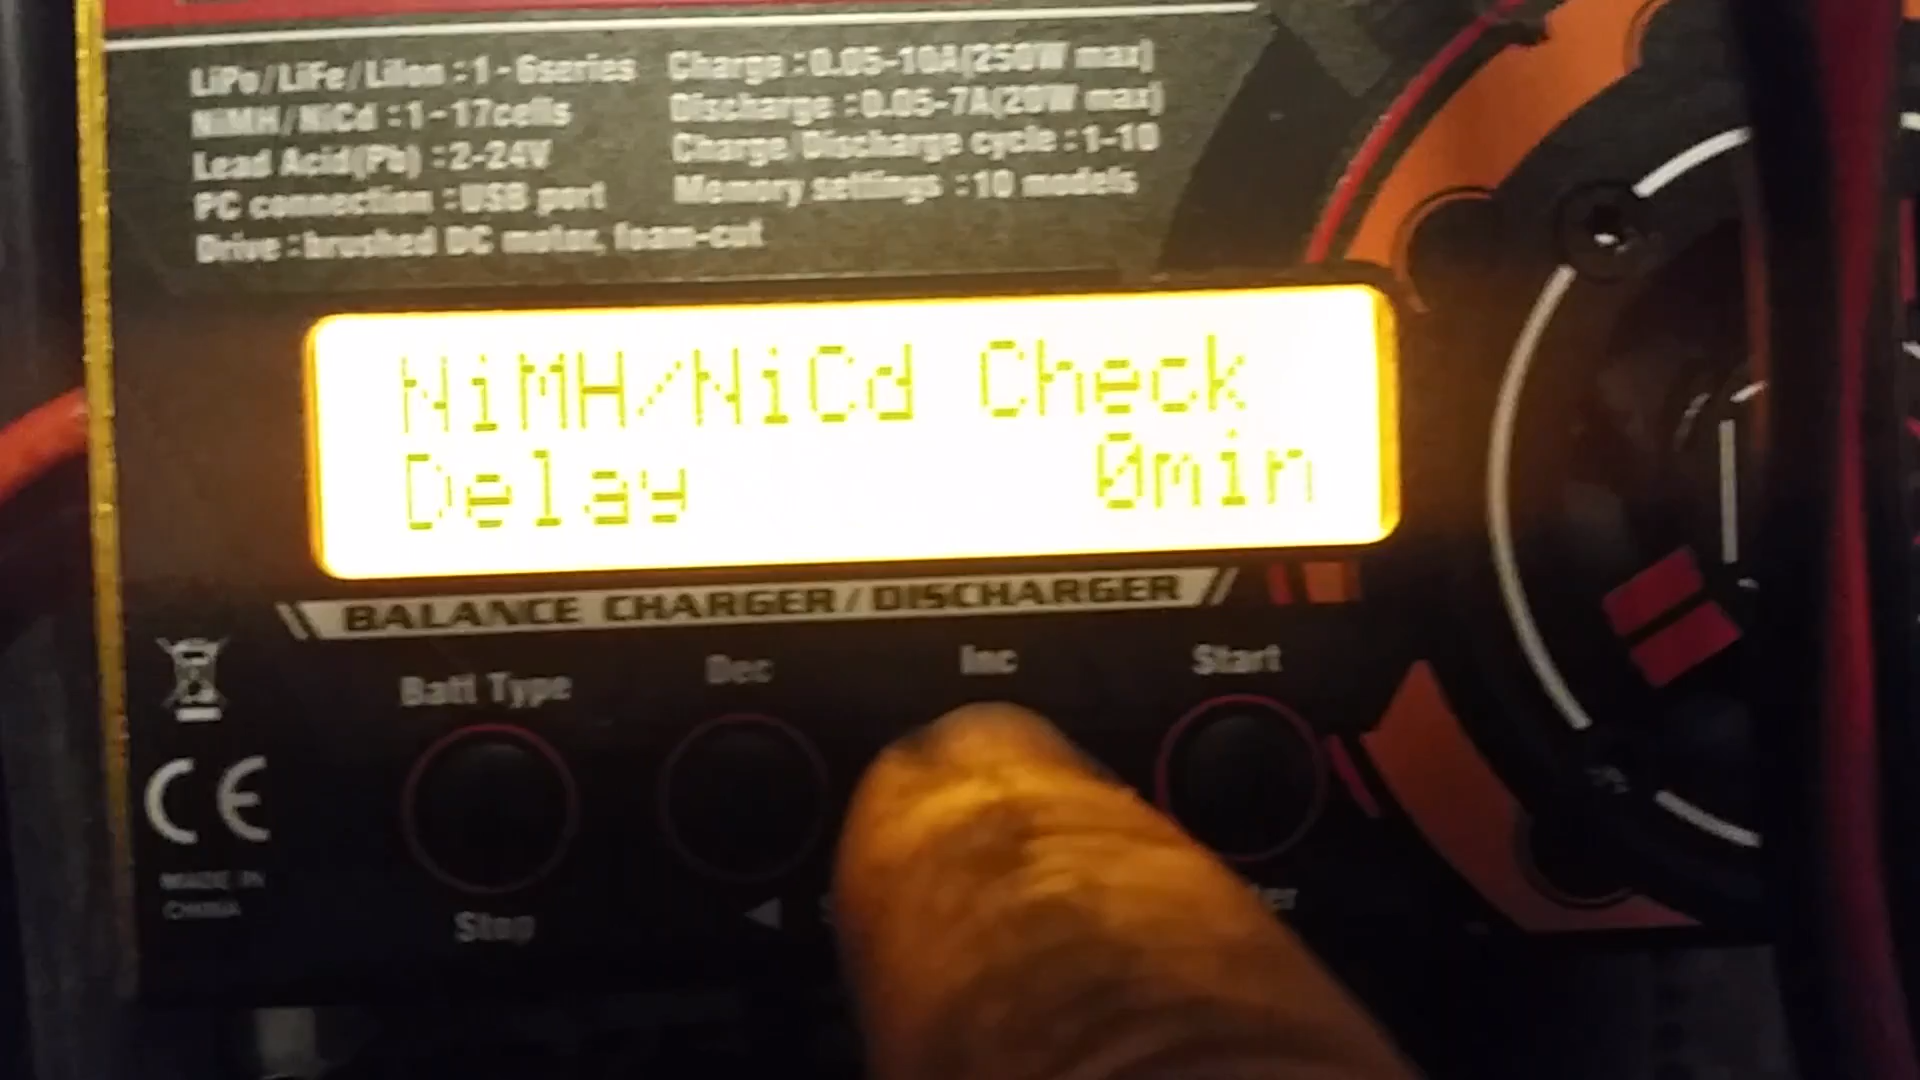 LiPo/LiFe/LiIon : 1 - 6series
NiMH/NiCd : 1 - 17cells
Lead Acid(Pb) : 2-24V
PC connection : USB port
Drive : brushed DC motor, foam-cut
Charge : 0.05-10A(250W max)
Discharge : 0.05-7A(20W max)
Charge/Discharge cycle : 1-10
Memory settings : 10 models
NiMH/NiCd Check
Delay 0min
BALANCE CHARGER / DISCHARGER
Batt Type
Dec
Inc
Start
Stop
CE
MADE IN
CHINA